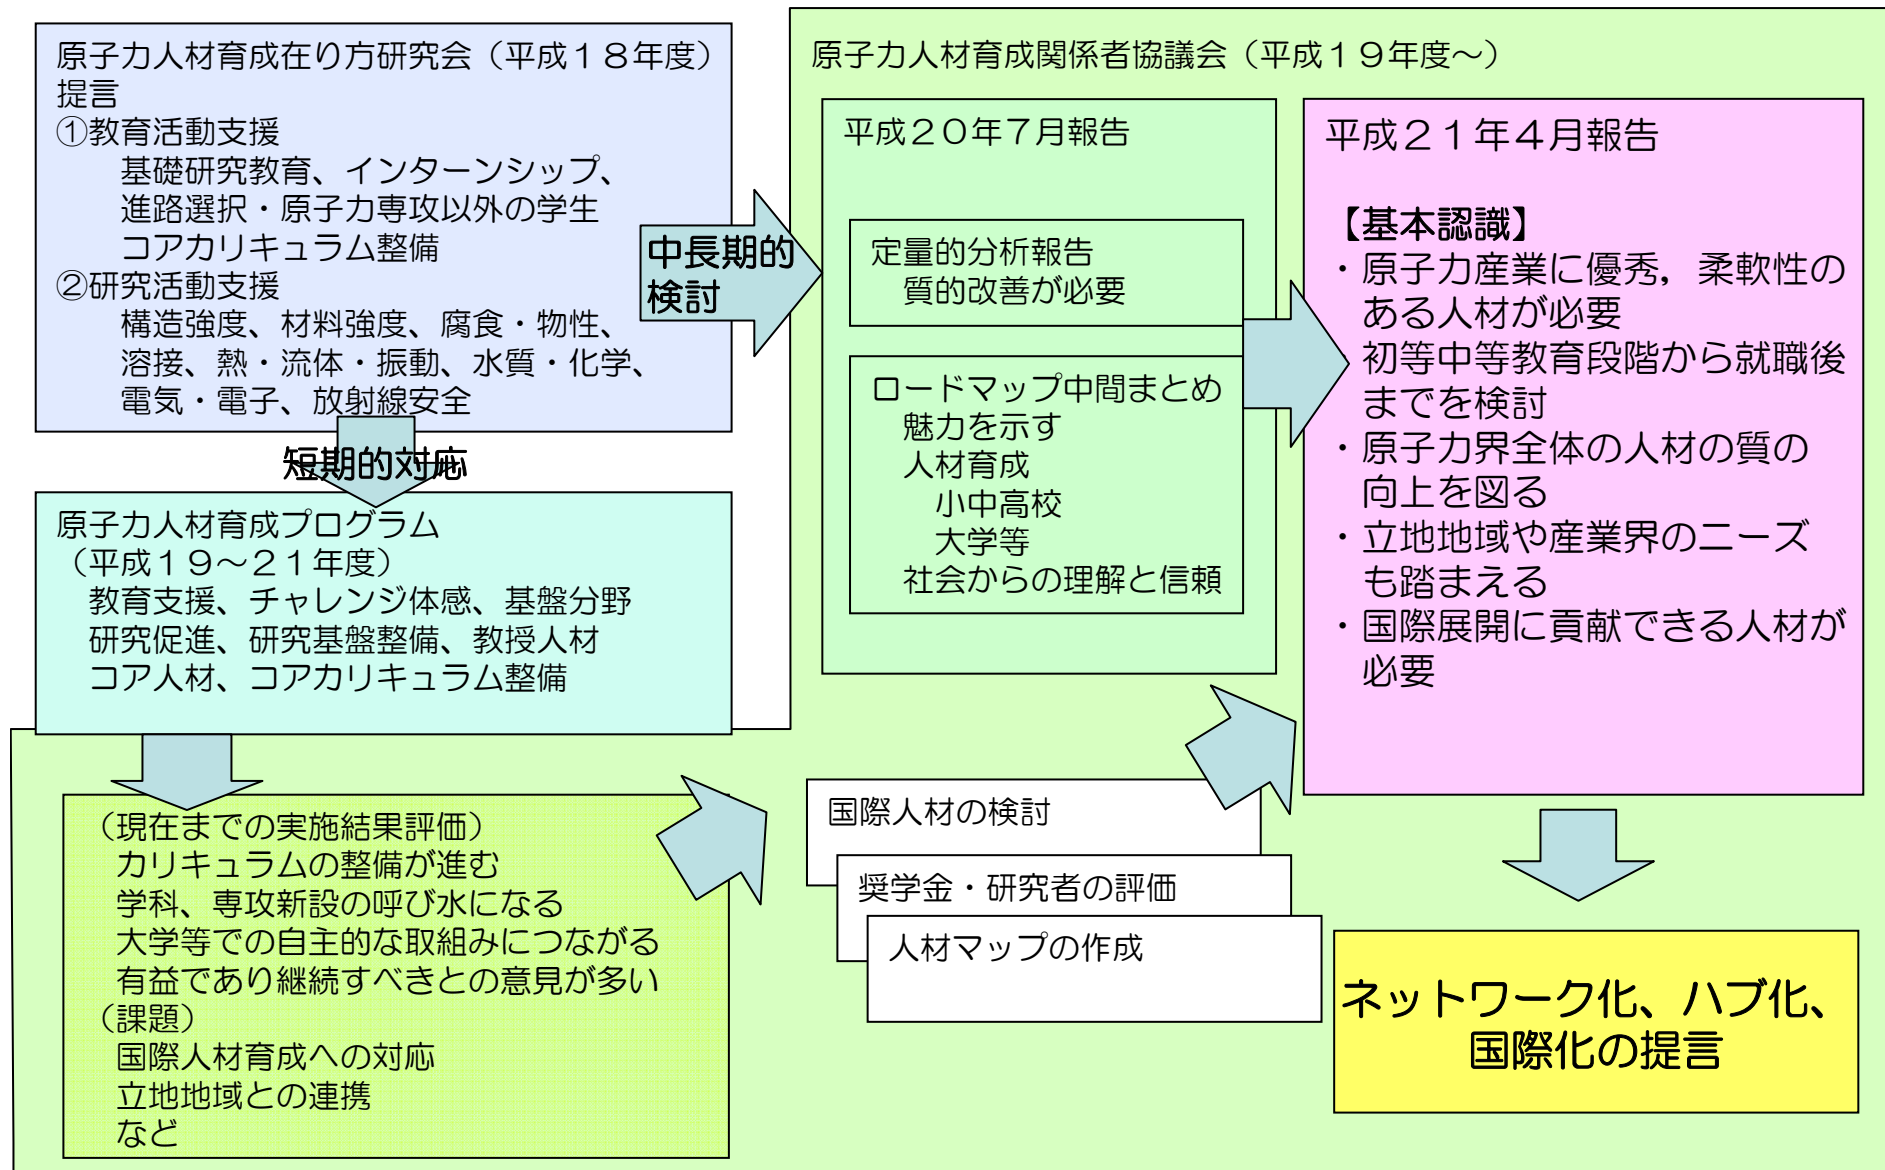 原子力人材育成在り方研究会（平成１８年度）
提言
①教育活動支援
基礎研究教育、インターンシップ、
進路選択・原子力専攻以外の学生
コアカリキュラム整備
②研究活動支援
構造強度、材料強度、腐食・物性、
溶接、熱・流体・振動、水質・化学、
電気・電子、放射線安全
短期的対応
原子力人材育成プログラム
（平成１９～２１年度）
教育支援、チャレンジ体感、基盤分野
研究促進、研究基盤整備、教授人材
コア人材、コアカリキュラム整備
（現在までの実施結果評価）
カリキュラムの整備が進む
学科、専攻新設の呼び水になる
大学等での自主的な取組みにつながる
有益であり継続すべきとの意見が多い
（課題）
国際人材育成への対応
立地地域との連携
など
中長期的
検討
原子力人材育成関係者協議会（平成１９年度～）
平成２０年７月報告
定量的分析報告
質的改善が必要
ロードマップ中間まとめ
魅力を示す
人材育成
小中高校
大学等
社会からの理解と信頼
国際人材の検討
奨学金・研究者の評価
人材マップの作成
平成２１年４月報告
【基本認識】
・原子力産業に優秀，柔軟性の
ある人材が必要
・初等中等教育段階から就職後
までを検討
・原子力界全体の人材の質の
向上を図る
・立地地域や産業界のニーズ
も踏まえる
・国際展開に貢献できる人材が
必要
ネットワーク化、ハブ化、
国際化の提言